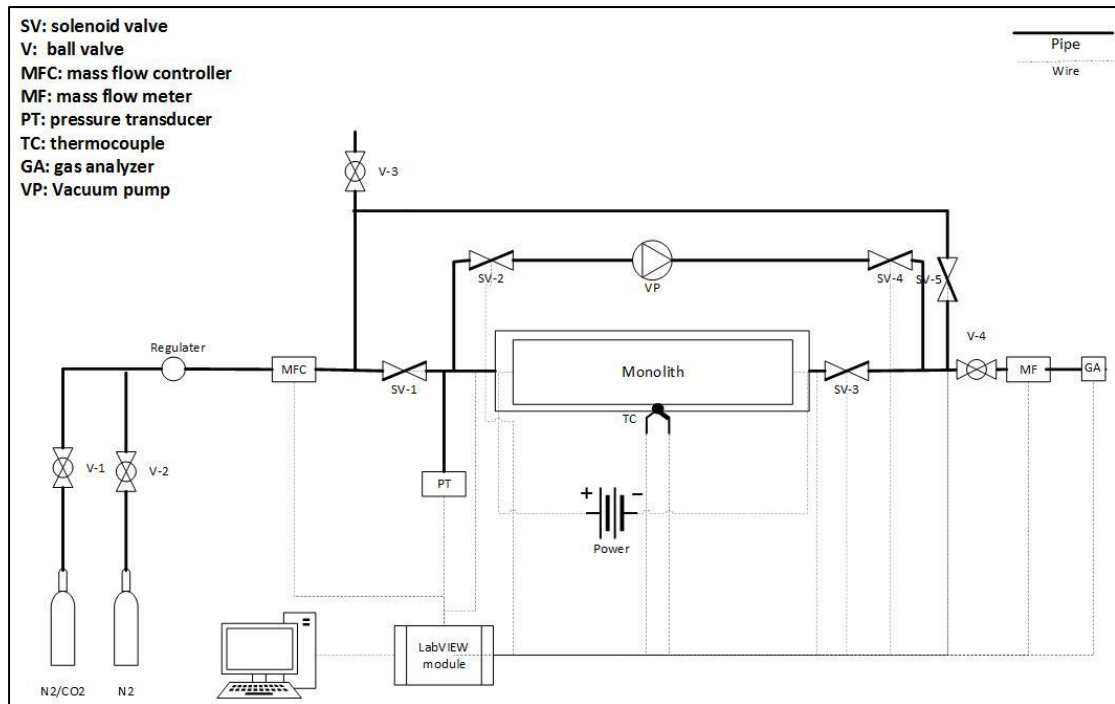 SV: solenoid valve
V: ball valve
MFC: mass flow controller
MF: mass flow meter
PT: pressure transducer
TC: thermocouple
GA: gas analyzer
VP: Vacuum pump
Pipe
Wire
V-3
SV-2
VP
SV-4
SV-5
Regulater
MFC
SV-1
Monolith
SV-3
V-4
MF
GA
TC
V-1
V-2
PT
+
-
Power
LabVIEW
module
N2/CO2
N2